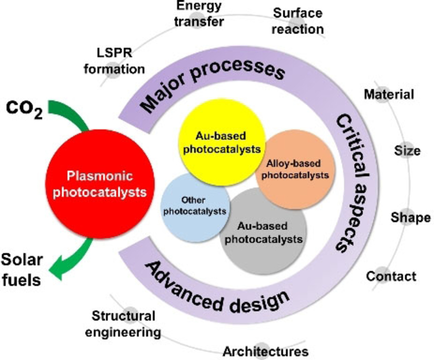 Energy
transfer
Surface
reaction
LSPR
formation
Major processes
Material
CO2
Critical aspects
Au-based
photocatalysts
Size
Alloy-based
photocatalysts
Plasmonic
photocatalysts
Other
photocatalysts
Shape
Au-based
photocatalysts
Solar
fuels
Contact
Advanced design
Structural
engineering
Architectures